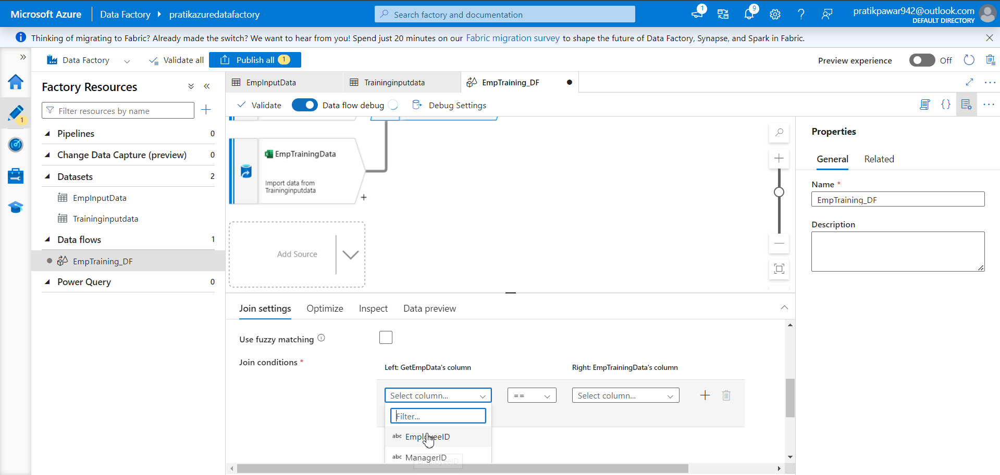 Microsoft Azure
Data Factory
pratikazuredatafactory
Search factory and documentation
1
9
pratikpawar942@outlook.com
DEFAULT DIRECTORY
Thinking of migrating to Fabric? Already made the switch? We want to hear from you! Spend just 20 minutes on our Fabric migration survey to shape the future of Data Factory, Synapse, and Spark in Fabric.
Data Factory
Validate all
Publish all 1
Preview experience
Off
Factory Resources
Filter resources by name
1
Pipelines 0
Change Data Capture (preview) 0
Datasets 2
EmpInputData
Traininginputdata
Data flows 1
EmpTraining_DF
Power Query 0
EmpInputData
Traininginputdata
EmpTraining_DF
Validate
Data flow debug
Debug Settings
EmpTrainingData
Import data from
Traininginputdata
Add Source
Properties
General
Related
Name *
EmpTraining_DF
Description
Join settings
Optimize
Inspect
Data preview
Use fuzzy matching
Join conditions *
Left: GetEmpData's column
Right: EmpTrainingData's column
Select column...
==
Select column...
Filter...
abc EmployeeID
abc ManagerID
EmployeeID